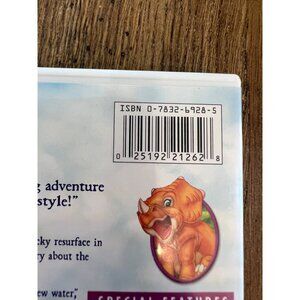 ISBN 0-7832-6928-5
0 25192 21262 8
adventure
style!”
cky resurface in
ry about the
ew water,”
SPECIAL FEATURES